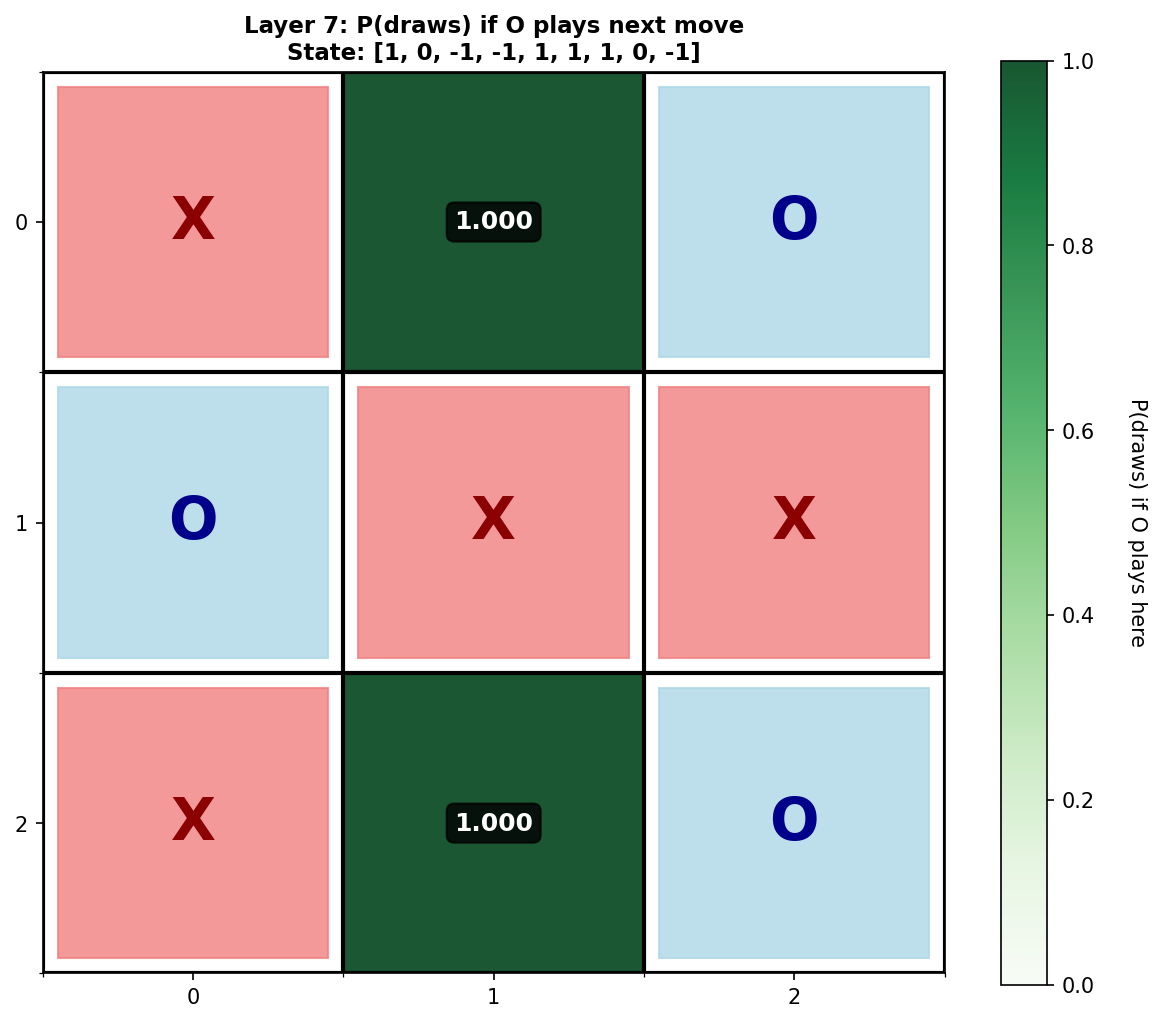 Layer 7: P(draws) if O plays next move
State: [1, 0, -1, -1, 1, 1, 1, 0, -1]
X
1.000
O
0
O
X
X
1
X
1.000
O
2
0
1
2
1.0
0.8
0.6
0.4
0.2
0.0
P(draws) if O plays here